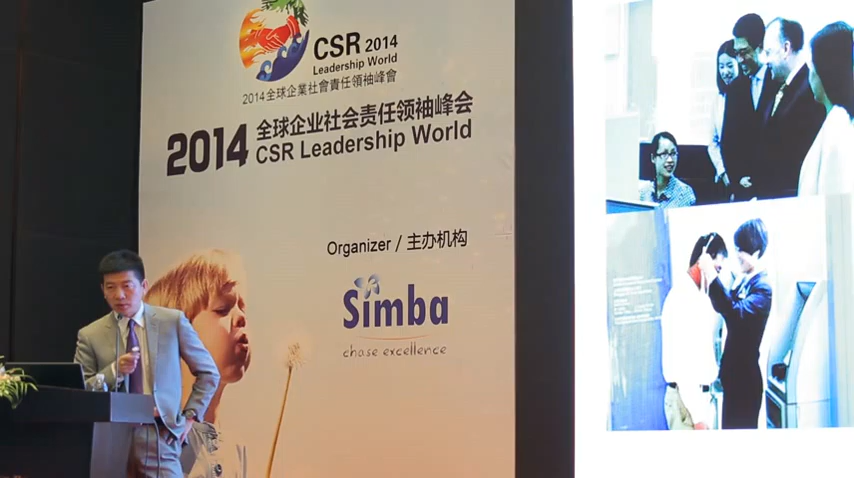 CSR 2014
Leadership World
2014全球企業社會責任領袖峰會
2014 全球企业社会责任领袖峰会
CSR Leadership World
Organizer / 主办机构
Simba
chase excellence